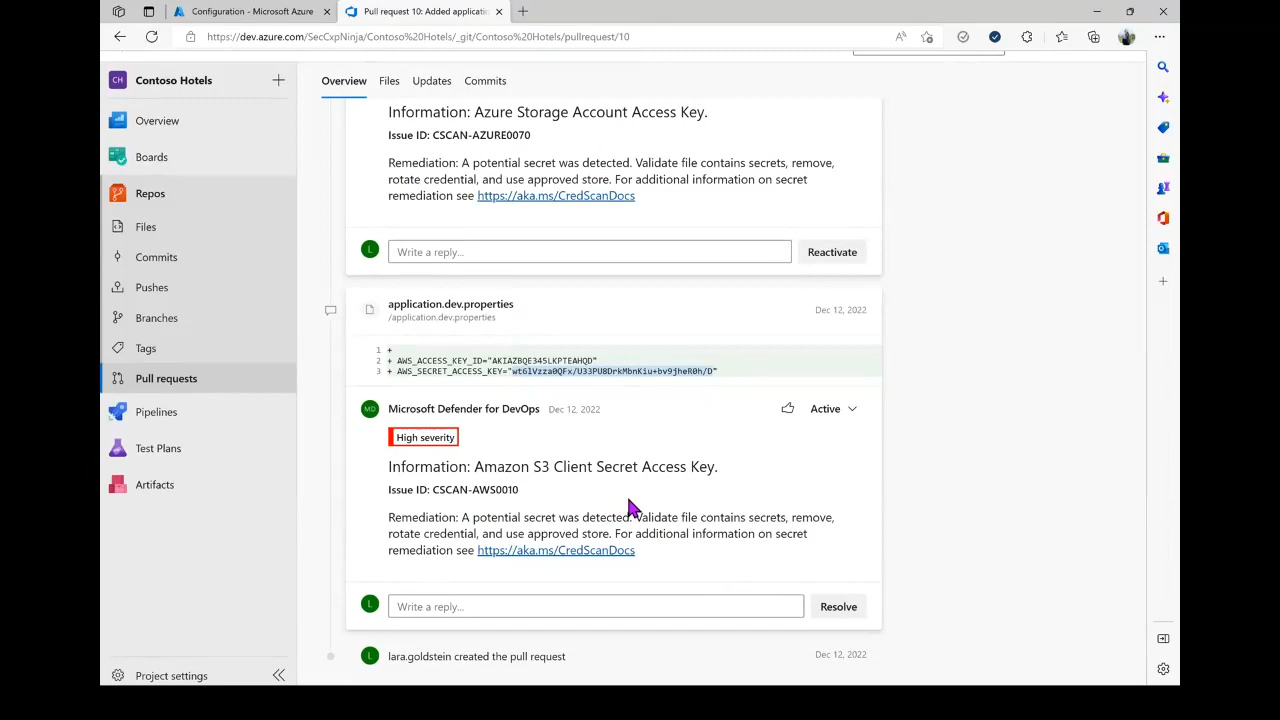 Configuration - Microsoft Azure
Pull request 10: Added applicatio
https://dev.azure.com/SecCxpNinja/Contoso%20Hotels/_git/Contoso%20Hotels/pullrequest/10
CH Contoso Hotels
Overview
Boards
Repos
Files
Commits
Pushes
Branches
Tags
Pull requests
Pipelines
Test Plans
Artifacts
Project settings
Overview Files Updates Commits
Information: Azure Storage Account Access Key.
Issue ID: CSCAN-AZURE0070
Remediation: A potential secret was detected. Validate file contains secrets, remove,
rotate credential, and use approved store. For additional information on secret
remediation see https://aka.ms/CredScanDocs
L Write a reply... Reactivate
application.dev.properties
/application.dev.properties
Dec 12, 2022
1 +
2 + AWS_ACCESS_KEY_ID="AKIAZBQE345LKPTEAHQD"
3 + AWS_SECRET_ACCESS_KEY="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"
MD Microsoft Defender for DevOps Dec 12, 2022 Active
High severity
Information: Amazon S3 Client Secret Access Key.
Issue ID: CSCAN-AWS0010
Remediation: A potential secret was detected. Validate file contains secrets, remove,
rotate credential, and use approved store. For additional information on secret
remediation see https://aka.ms/CredScanDocs
L Write a reply... Resolve
L lara.goldstein created the pull request Dec 12, 2022